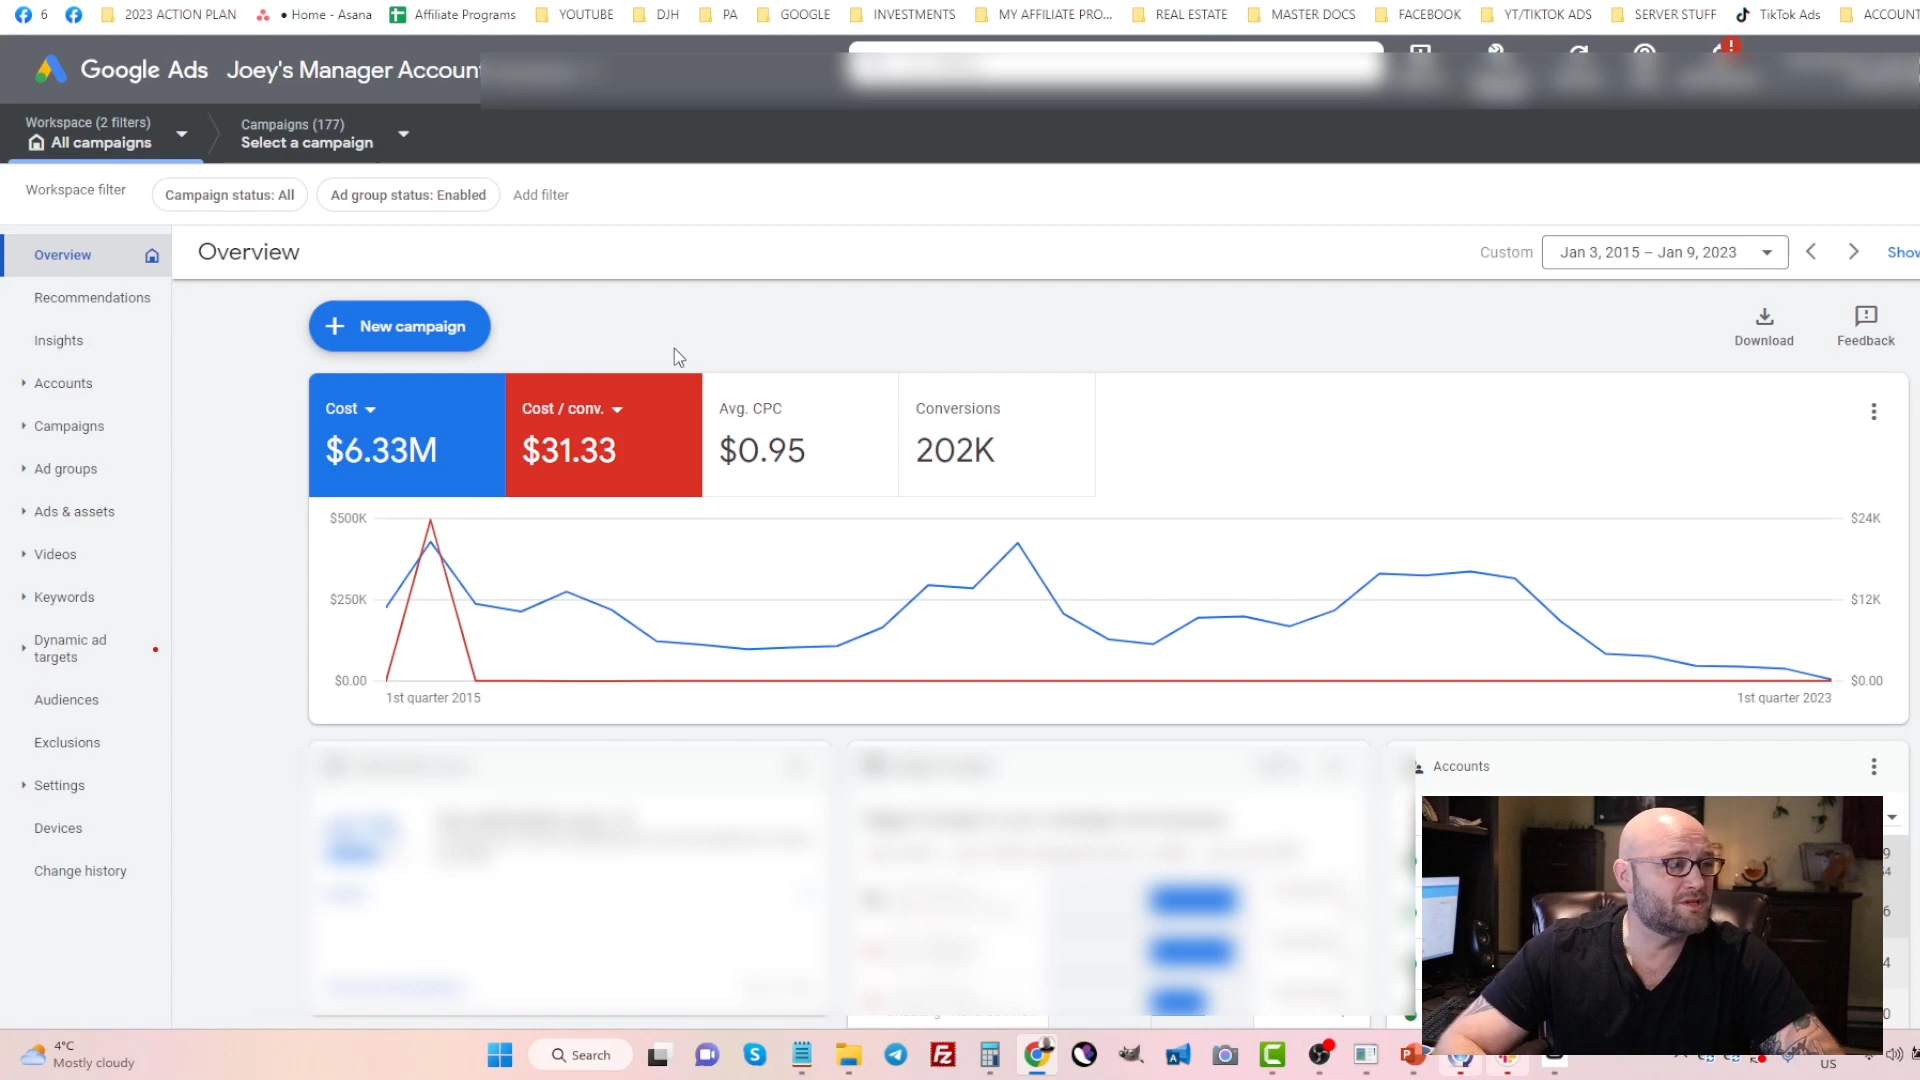 6
2023 ACTION PLAN
• Home - Asana
Affiliate Programs
YOUTUBE
DJH
PA
GOOGLE
INVESTMENTS
MY AFFILIATE PRO...
REAL ESTATE
MASTER DOCS
FACEBOOK
YT/TIKTOK ADS
SERVER STUFF
TikTok Ads
ACCOUNT
Google Ads
Joey's Manager Account
!
Workspace (2 filters)
All campaigns
Campaigns (177)
Select a campaign
Workspace filter
Campaign status: All
Ad group status: Enabled
Add filter
Overview
Recommendations
Insights
Accounts
Campaigns
Ad groups
Ads & assets
Videos
Keywords
Dynamic ad
targets
Audiences
Exclusions
Settings
Devices
Change history
Overview
Custom
Jan 3, 2015 – Jan 9, 2023
Show
New campaign
Download
Feedback
Cost
$6.33M
Cost / conv.
$31.33
Avg. CPC
$0.95
Conversions
202K
$500K
$250K
$0.00
$24K
$12K
$0.00
1st quarter 2015
1st quarter 2023
Accounts
4°C
Mostly cloudy
Search
US